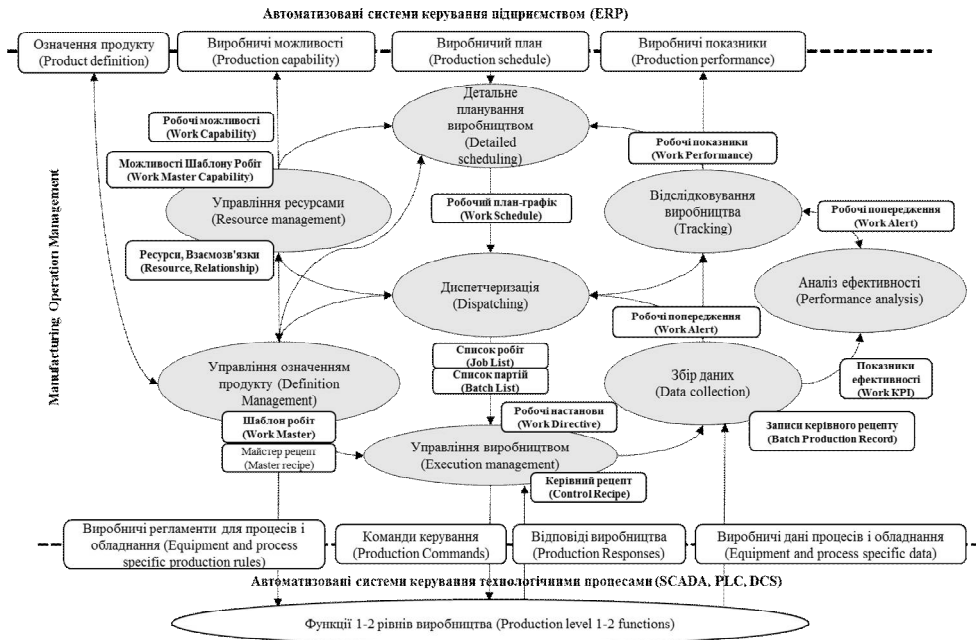 Автоматизовані системи керування підприємством (ERP)
Означення продукту
(Product definition)
Виробничі можливості
(Production capability)
Виробничий план
(Production schedule)
Виробничі показники
(Production performance)
Детальне
планування
виробництвом
(Detailed
scheduling)
Робочі можливості
(Work Capability)
Можливості Шаблону Робіт
(Work Master Capability)
Робочі показники
(Work Performance)
Управління ресурсами
(Resource management)
Робочий план-графік
(Work Schedule)
Відслідковування
виробництва
(Tracking)
Робочі попередження
(Work Alert)
Manufacturing Operation Management
Ресурси, Взаємозв'язки
(Resource, Relationship)
Диспетчеризація
(Dispatching)
Аналіз ефективності
(Performance analysis)
Робочі попередження
(Work Alert)
Управління означенням
продукту (Definition
Management)
Список робіт
(Job List)
Список партій
(Batch List)
Збір даних
(Data collection)
Показники
ефективності
(Work KPI)
Шаблон робіт
(Work Master)
Майстер рецепт
(Master recipe)
Робочі настанови
(Work Directive)
Записи керівного рецепту
(Batch Production Record)
Управління виробництвом
(Execution management)
Керівний рецепт
(Control Recipe)
Виробничі регламенти для процесів і
обладнання (Equipment and process
specific production rules)
Команди керування
(Production Commands)
Відповіді виробництва
(Production Responses)
Виробничі дані процесів і обладнання
(Equipment and process specific data)
Автоматизовані системи керування технологічними процесами (SCADA, PLC, DCS)
Функції 1-2 рівнів виробництва (Production level 1-2 functions)